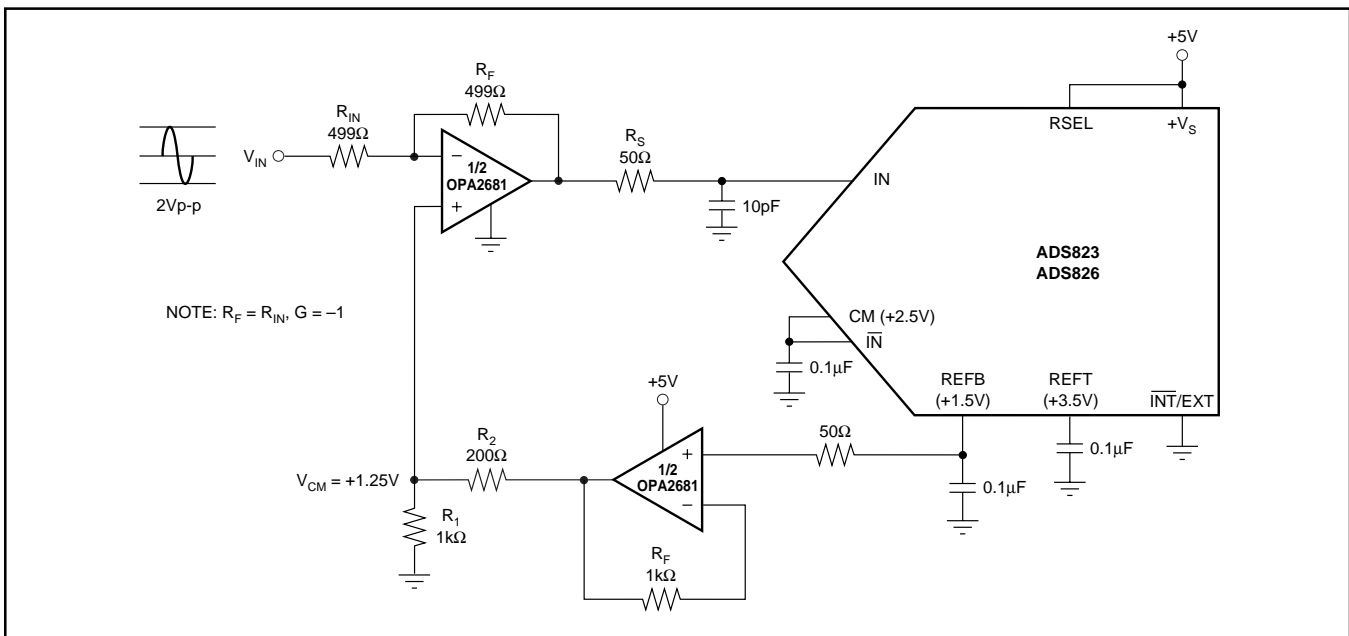 +5V
R_F
499Ω
R_IN
499Ω
V_IN
2Vp-p
−
1/2
OPA2681
+
R_S
50Ω
10pF
RSEL
+V_S
IN
ADS823
ADS826
NOTE: R_F = R_IN, G = –1
CM (+2.5V)
I̅N̅
0.1μF
REFB
(+1.5V)
REFT
(+3.5V)
I̅N̅T̅/EXT
+5V
R_2
200Ω
50Ω
0.1μF
0.1μF
+
1/2
OPA2681
−
V_CM = +1.25V
R_1
1kΩ
R_F
1kΩ